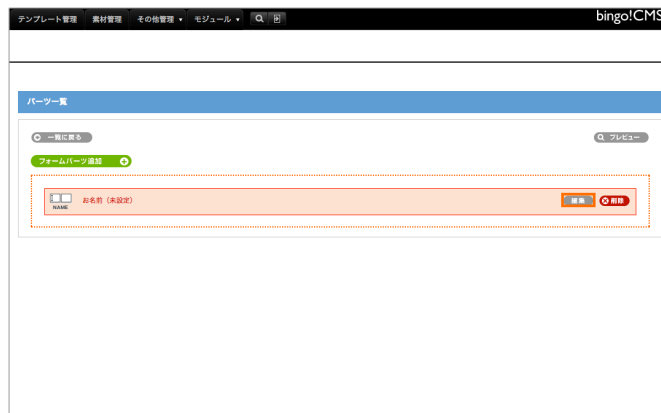 テンプレート管理 素材管理 その他管理 ▼ モジュール ▼ bingo!CMS
パーツ一覧
一覧に戻る プレビュー
フォームパーツ追加
NAME お名前（未設定） 編集 削除